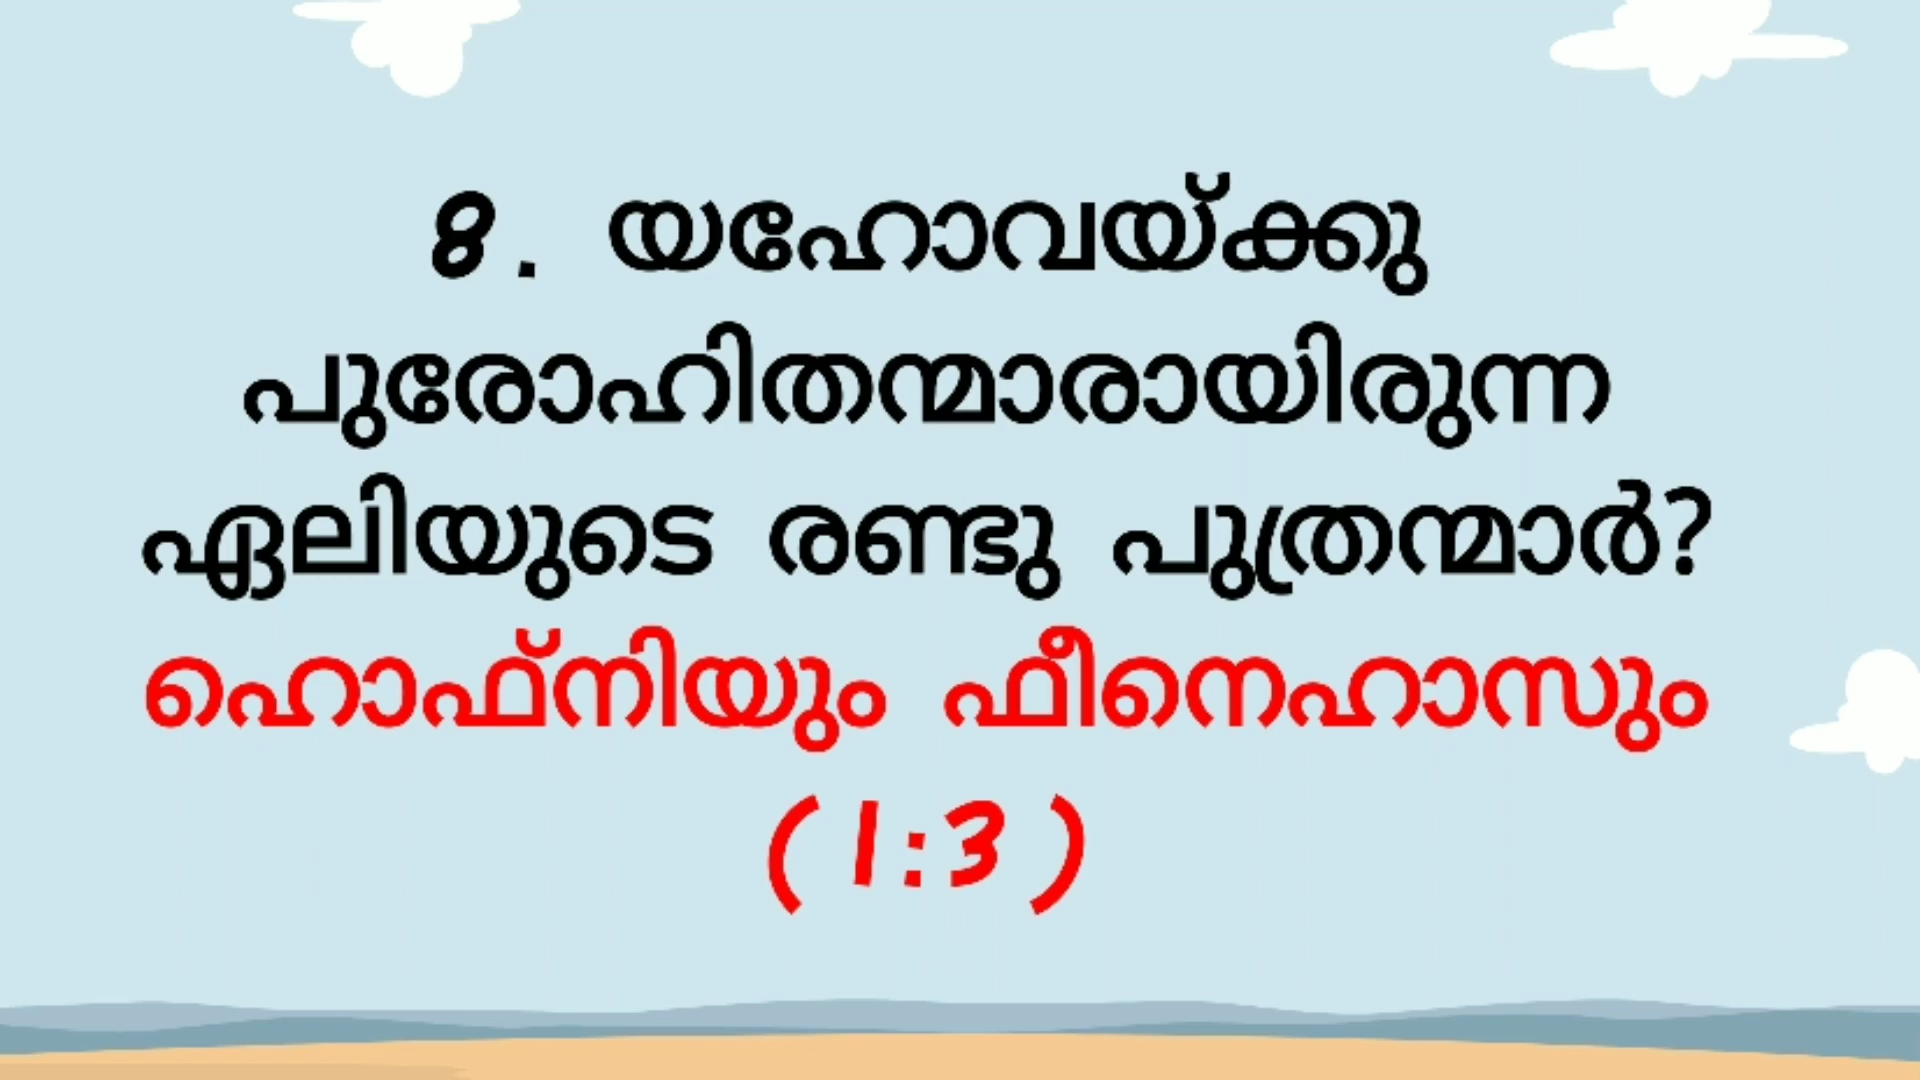 8. യഹോവയ്ക്കു
പുരോഹിതന്മാരായിരുന്ന
ഏലിയുടെ രണ്ടു പുത്രന്മാർ?
ഹൊഫ്നിയും ഫീനെഹാസും
(1:3)